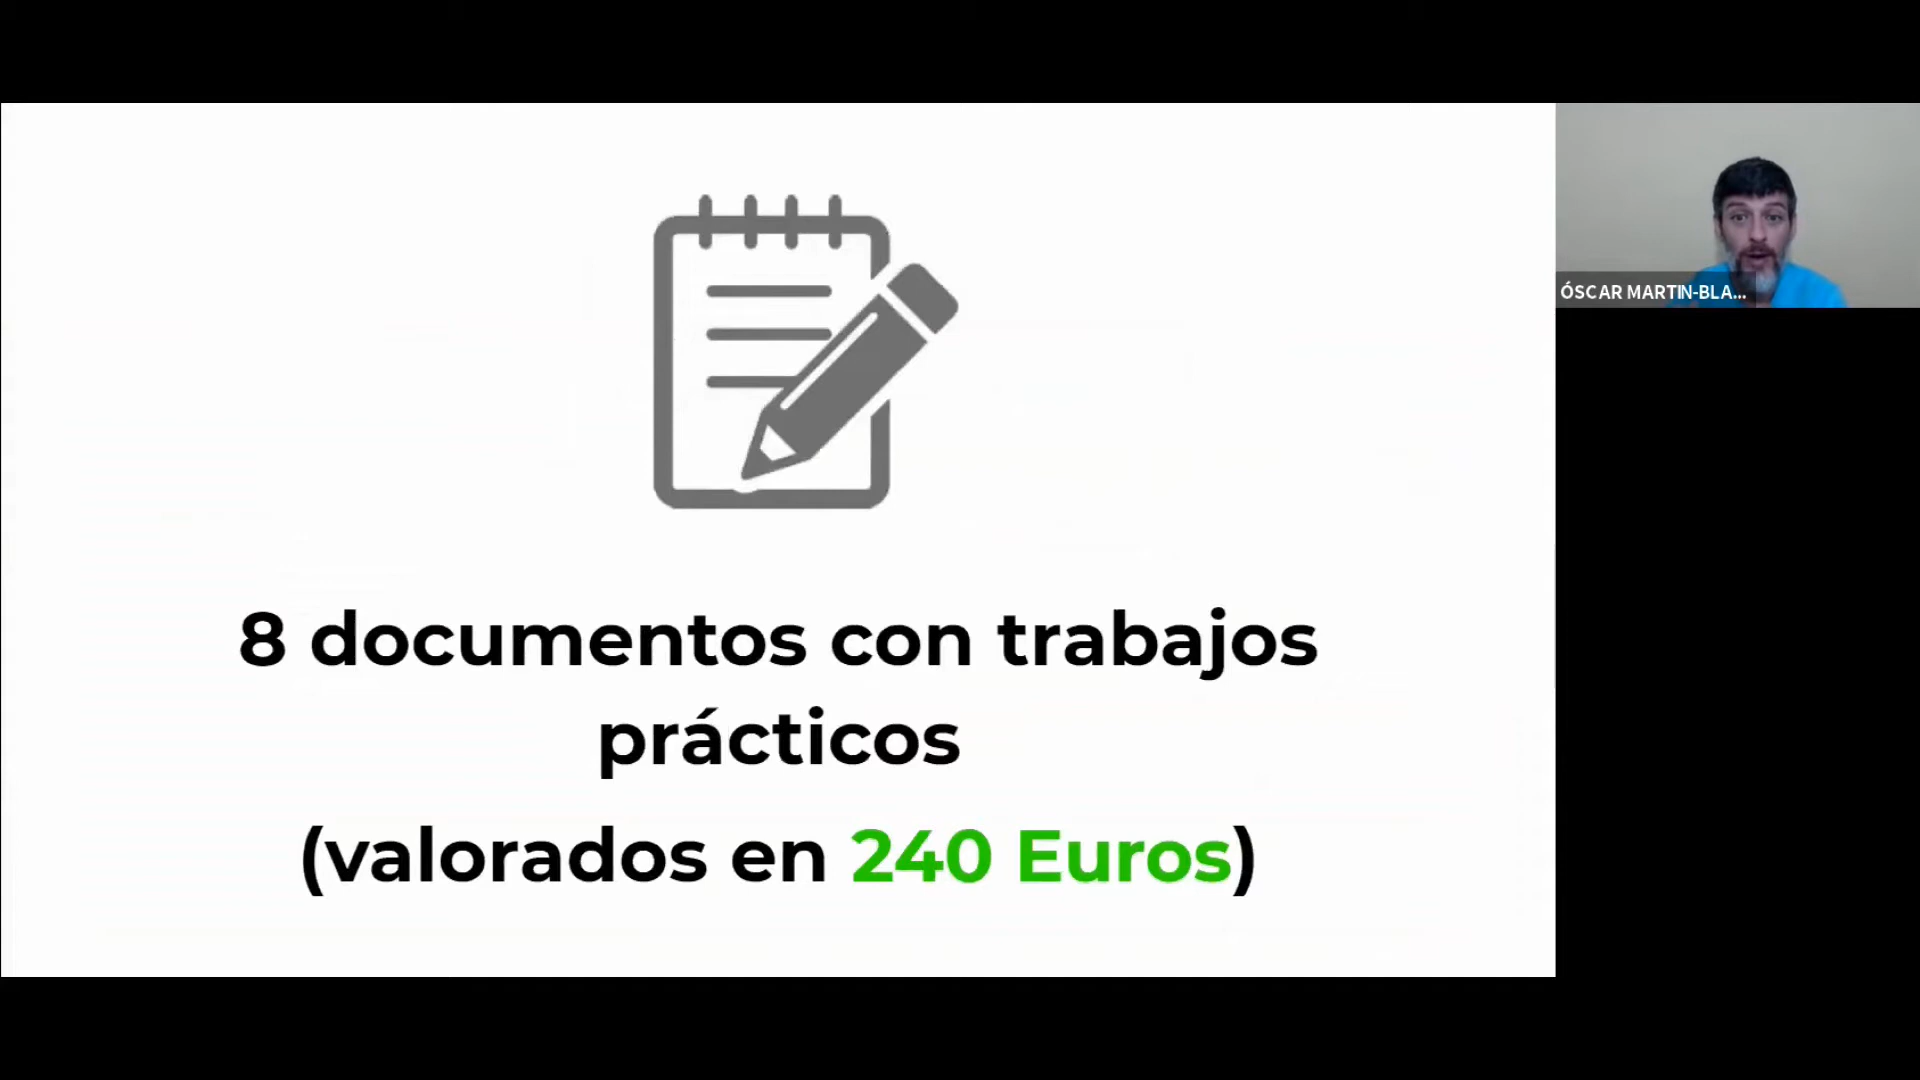 8 documentos con trabajos
prácticos
(valorados en 240 Euros)
ÓSCAR MARTIN-BLA...